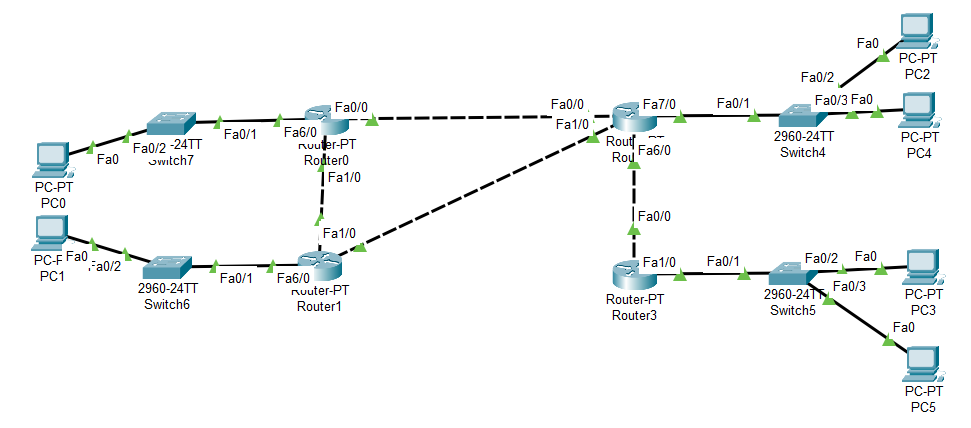 Fa0
Fa0/2
PC-PT
PC2
Fa0/0
Fa0/0
Fa7/0
Fa0/1
Fa0/3
Fa0
Fa6/0
Fa1/0
-24TT
Switch7
Fa0/1
Router-PT
Router0
2960-24TT
Switch4
PC-PT
PC4
Fa0/2
Fa0
Fa6/0
PC-PT
PC0
Fa1/0
Fa0/0
Fa1/0
PC1
Fa0
Fa0/2
Fa0/1
Fa6/0
2960-24TT
Switch6
Router-PT
Router1
Fa1/0
Fa0/1
Fa0/2
Fa0
Router-PT
Router3
2960-24TT
Switch5
Fa0/3
PC-PT
PC3
Fa0
PC-PT
PC5